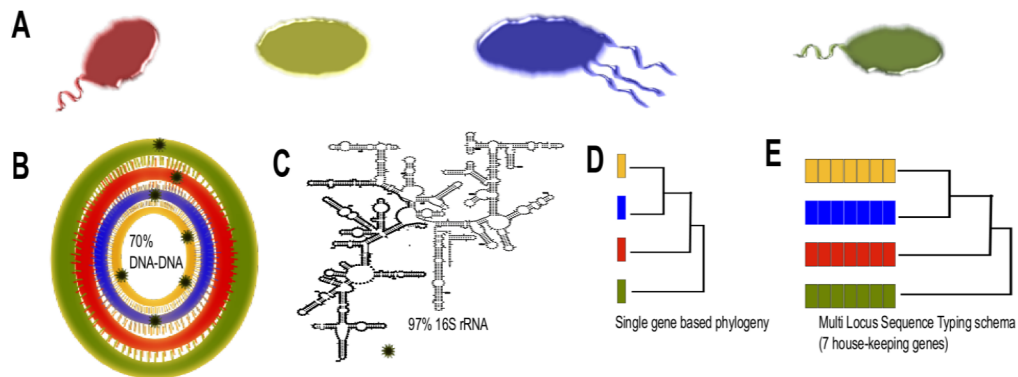 A
B
70%
DNA-DNA
C
97% 16S rRNA
D
Single gene based phylogeny
E
Multi Locus Sequence Typing schema
(7 house-keeping genes)